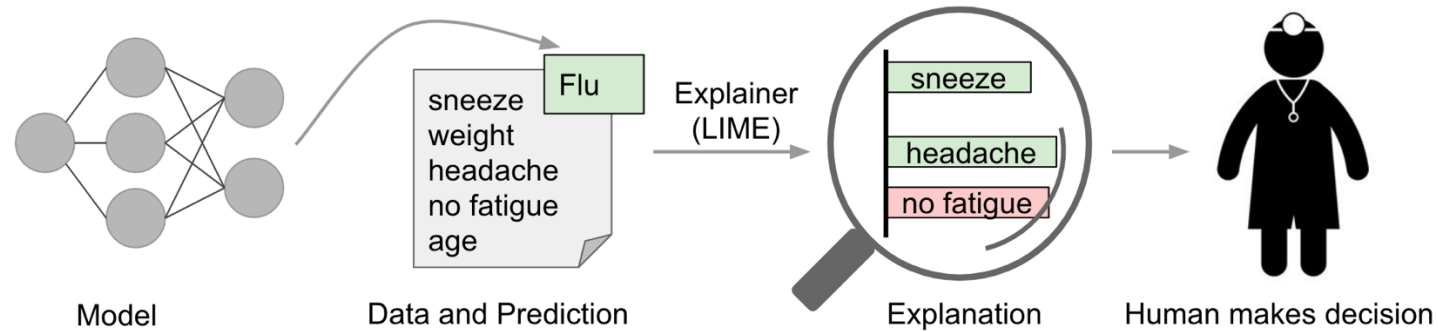 Flu
sneeze
weight
headache
no fatigue
age
Explainer
(LIME)
sneeze
headache
no fatigue
Model
Data and Prediction
Explanation
Human makes decision